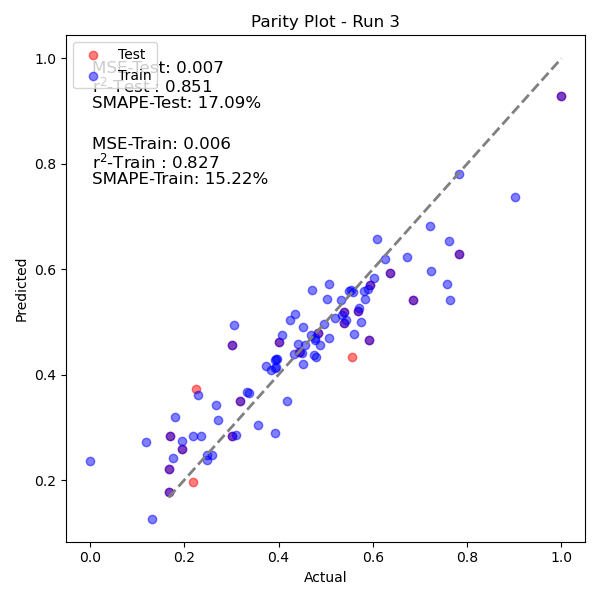 Parity Plot - Run 3
Test
Train
MSE-Test: 0.007
r²-Test : 0.851
SMAPE-Test: 17.09%
MSE-Train: 0.006
r²-Train : 0.827
SMAPE-Train: 15.22%
1.0
0.8
0.6
0.4
0.2
Predicted
0.0 0.2 0.4 0.6 0.8 1.0
Actual